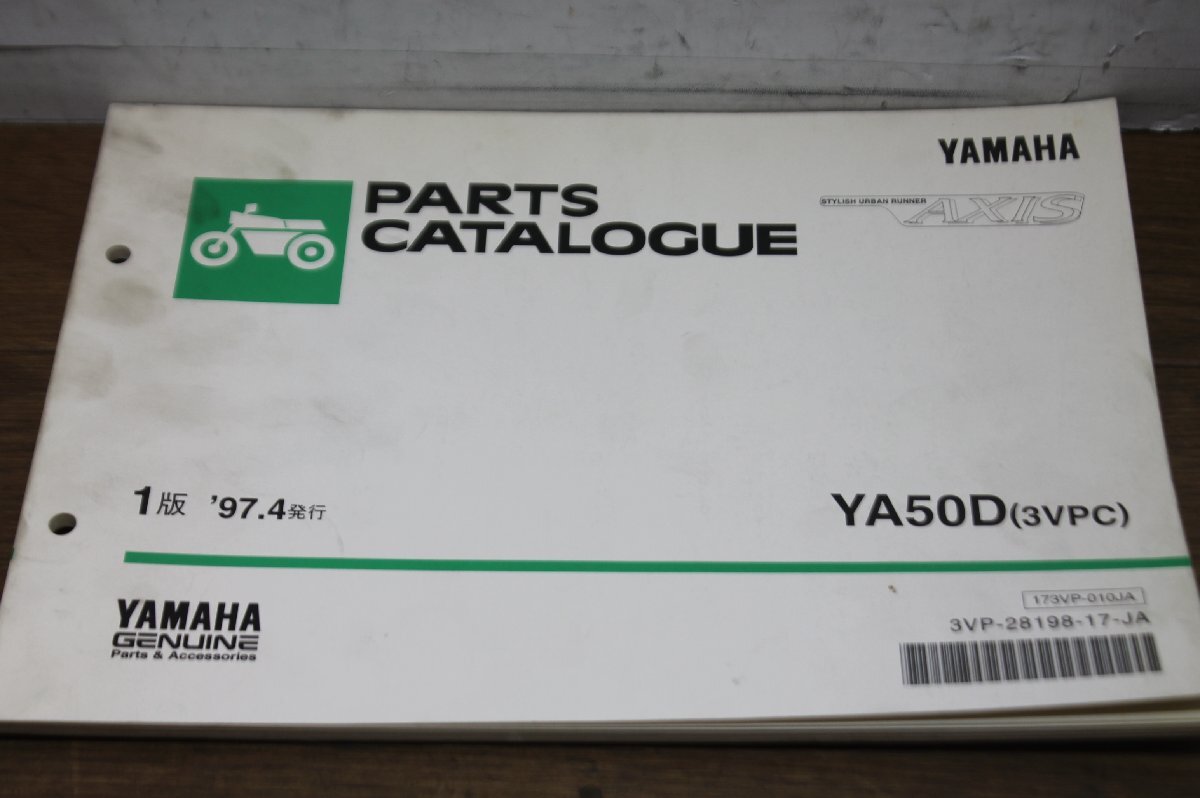 YAMAHA
STYLISH URBAN RUNNER
AXIS
PARTS
CATALOGUE
1版 '97.4発行
YA50D(3VPC)
YAMAHA
GENUINE
Parts & Accessories
173VP-010JA
3VP-28198-17-JA